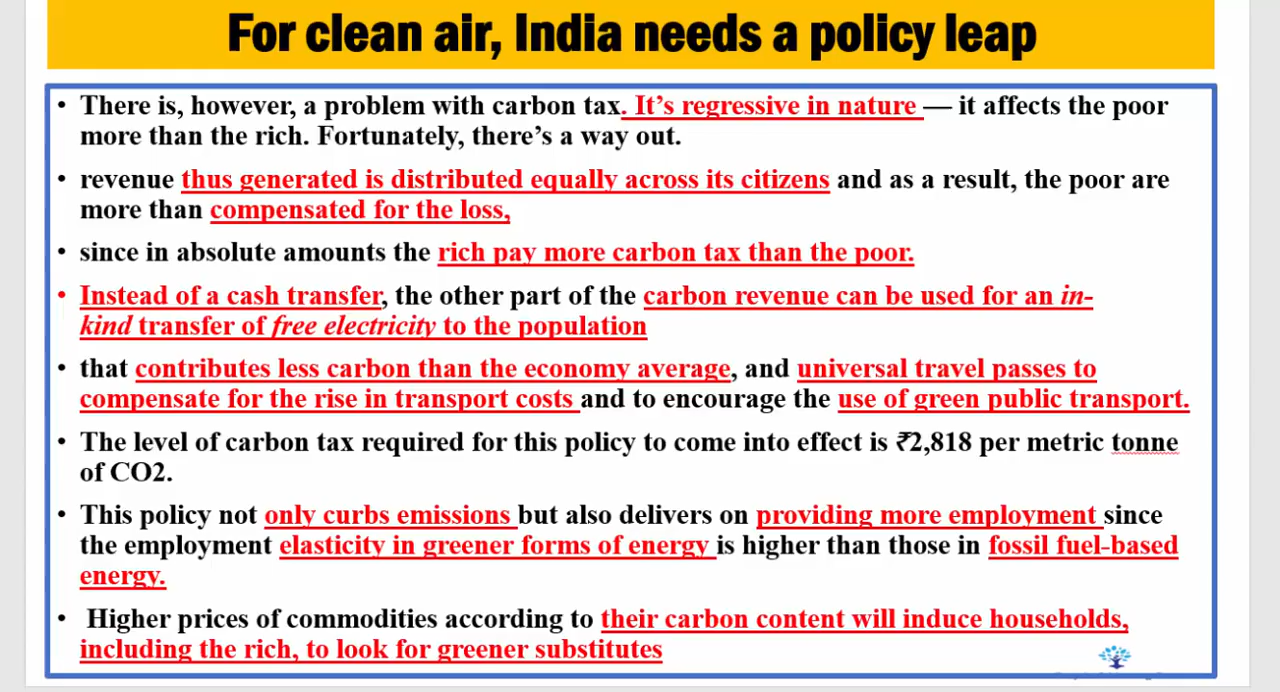 For clean air, India needs a policy leap
• There is, however, a problem with carbon tax. It's regressive in nature — it affects the poor
more than the rich. Fortunately, there's a way out.
• revenue thus generated is distributed equally across its citizens and as a result, the poor are
more than compensated for the loss,
• since in absolute amounts the rich pay more carbon tax than the poor.
• Instead of a cash transfer, the other part of the carbon revenue can be used for an in-
kind transfer of free electricity to the population
• that contributes less carbon than the economy average, and universal travel passes to
compensate for the rise in transport costs and to encourage the use of green public transport.
• The level of carbon tax required for this policy to come into effect is ₹2,818 per metric tonne
of CO2.
• This policy not only curbs emissions but also delivers on providing more employment since
the employment elasticity in greener forms of energy is higher than those in fossil fuel-based
energy.
• Higher prices of commodities according to their carbon content will induce households,
including the rich, to look for greener substitutes